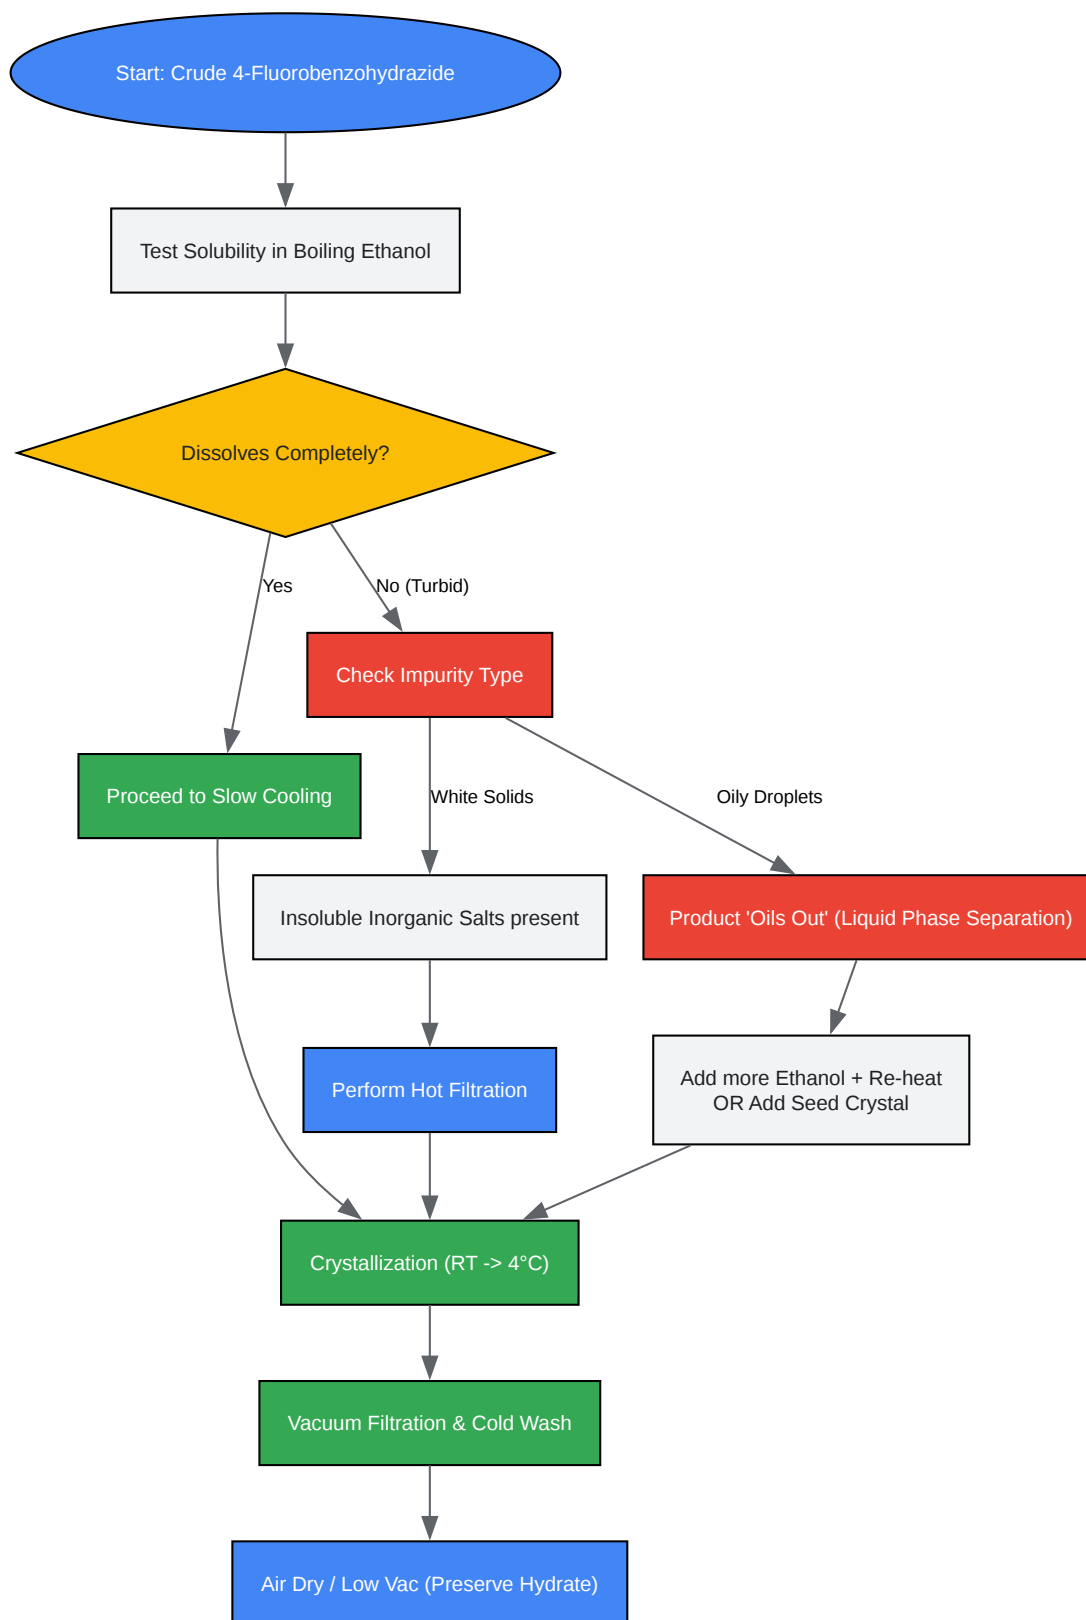 Start: Crude 4-Fluorobenzohydrazide
Test Solubility in Boiling Ethanol
Dissolves Completely?
Yes
No (Turbid)
Check Impurity Type
Proceed to Slow Cooling
White Solids
Oily Droplets
Insoluble Inorganic Salts present
Product 'Oils Out' (Liquid Phase Separation)
Perform Hot Filtration
Add more Ethanol + Re-heat
OR Add Seed Crystal
Crystallization (RT -> 4°C)
Vacuum Filtration & Cold Wash
Air Dry / Low Vac (Preserve Hydrate)